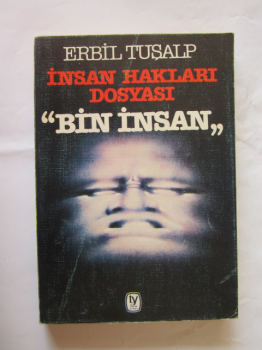 ERBİL TUŞALP
İNSAN HAKLARI
DOSYASI
“BİN İNSAN„